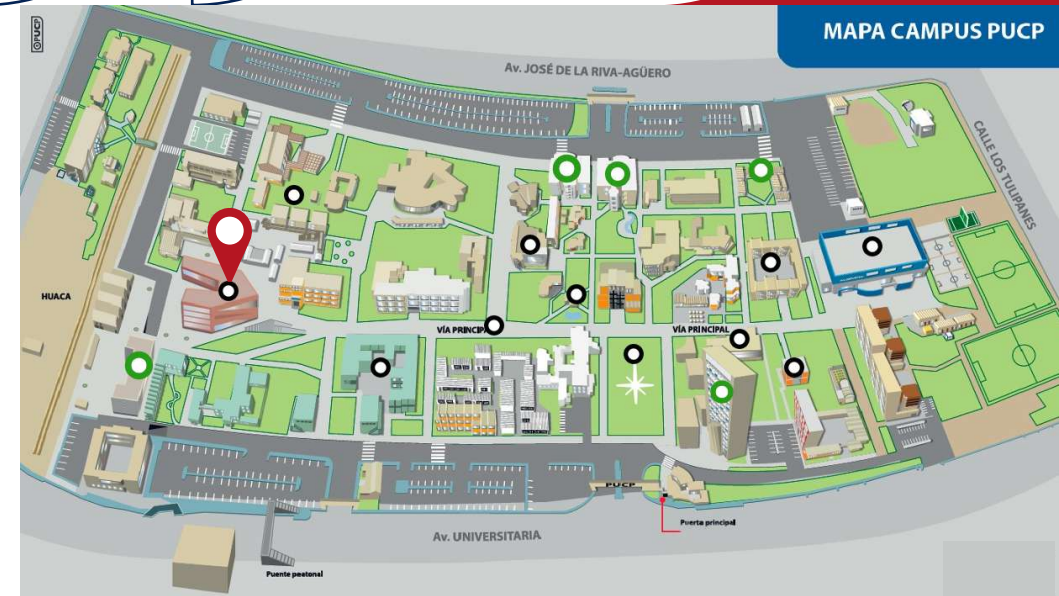 PUCP
MAPA CAMPUS PUCP
Av. JOSÉ DE LA RIVA-AGÜERO
CALLE LOS TULIPANES
HUACA
VÍA PRINCIPAL
VÍA PRINCIPAL
PUCP
Puerta principal
Av. UNIVERSITARIA
Puente peatonal